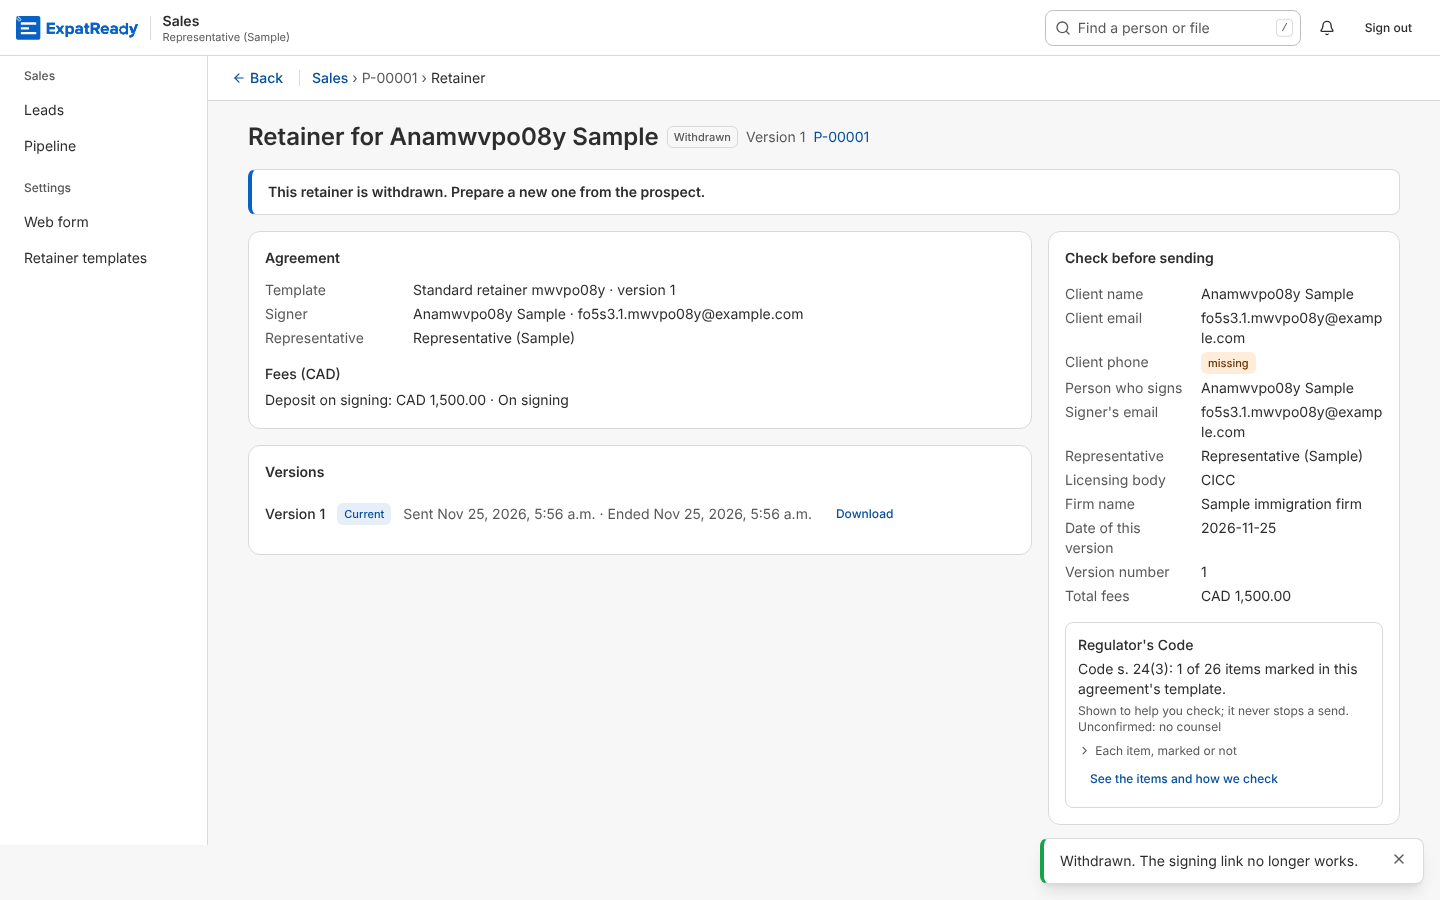 ExpatReady
Sales
Representative (Sample)
Find a person or file
/
Sign out
Sales
Leads
Pipeline
Settings
Web form
Retainer templates
← Back
Sales › P-00001 › Retainer
Retainer for Anamwvpo08y Sample Withdrawn Version 1 P-00001
This retainer is withdrawn. Prepare a new one from the prospect.
Agreement
Template Standard retainer mwvpo08y · version 1
Signer Anamwvpo08y Sample · fo5s3.1.mwvpo08y@example.com
Representative Representative (Sample)
Fees (CAD)
Deposit on signing: CAD 1,500.00 · On signing
Versions
Version 1 Current Sent Nov 25, 2026, 5:56 a.m. · Ended Nov 25, 2026, 5:56 a.m. Download
Check before sending
Client name Anamwvpo08y Sample
Client email fo5s3.1.mwvpo08y@examp
le.com
Client phone missing
Person who signs Anamwvpo08y Sample
Signer's email fo5s3.1.mwvpo08y@examp
le.com
Representative Representative (Sample)
Licensing body CICC
Firm name Sample immigration firm
Date of this 2026-11-25
version
Version number 1
Total fees CAD 1,500.00
Regulator's Code
Code s. 24(3): 1 of 26 items marked in this
agreement's template.
Shown to help you check; it never stops a send.
Unconfirmed: no counsel
Each item, marked or not
See the items and how we check
Withdrawn. The signing link no longer works.